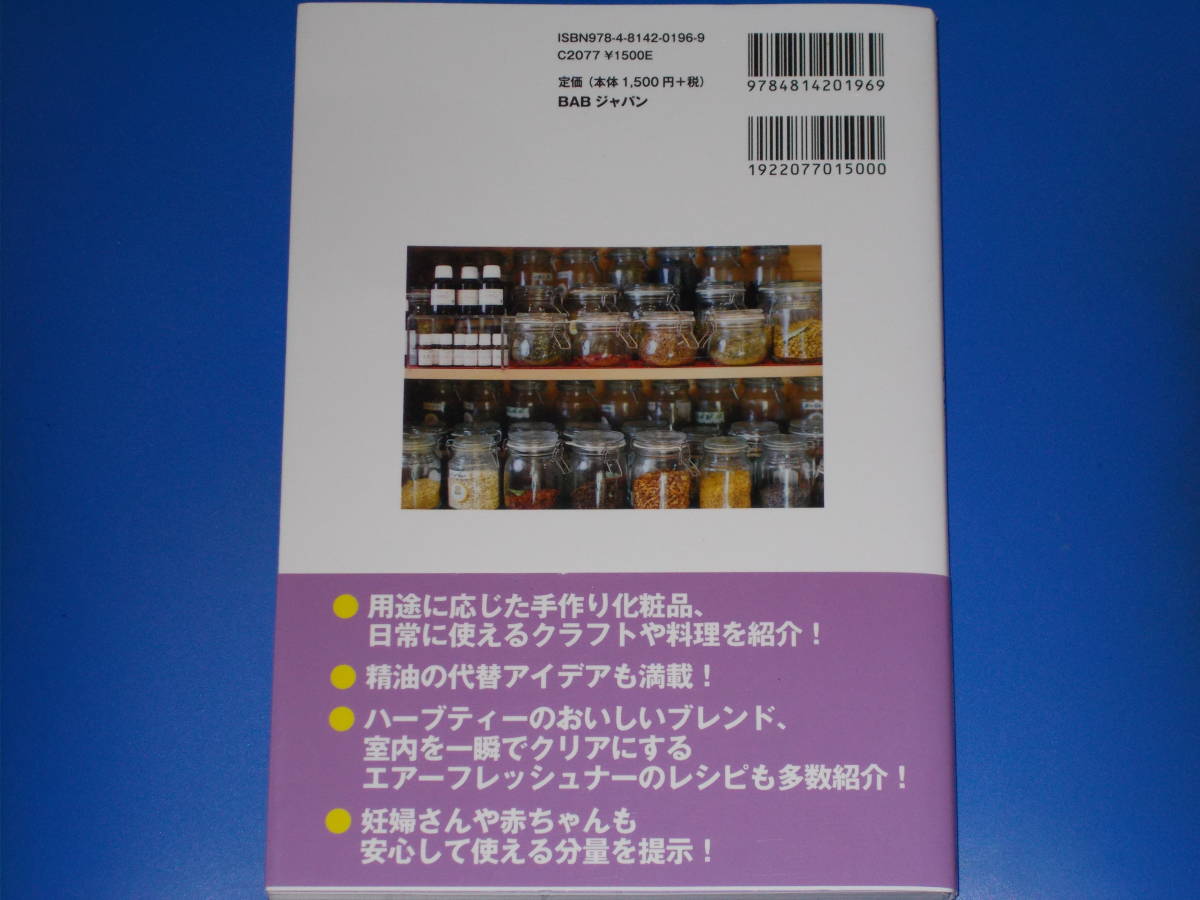 ISBN978-4-8142-0196-9
C2077 ¥1500E
定価(本体1,500円+税)
BABジャパン
9784814201969
1922077015000
● 用途に応じた手作り化粧品、
日常に使えるクラフトや料理を紹介!
● 精油の代替アイデアも満載!
● ハーブティーのおいしいブレンド、
室内を一瞬でクリアにする
エアーフレッシュナーのレシピも多数紹介!
● 妊婦さんや赤ちゃんも
安心して使える分量を提示!